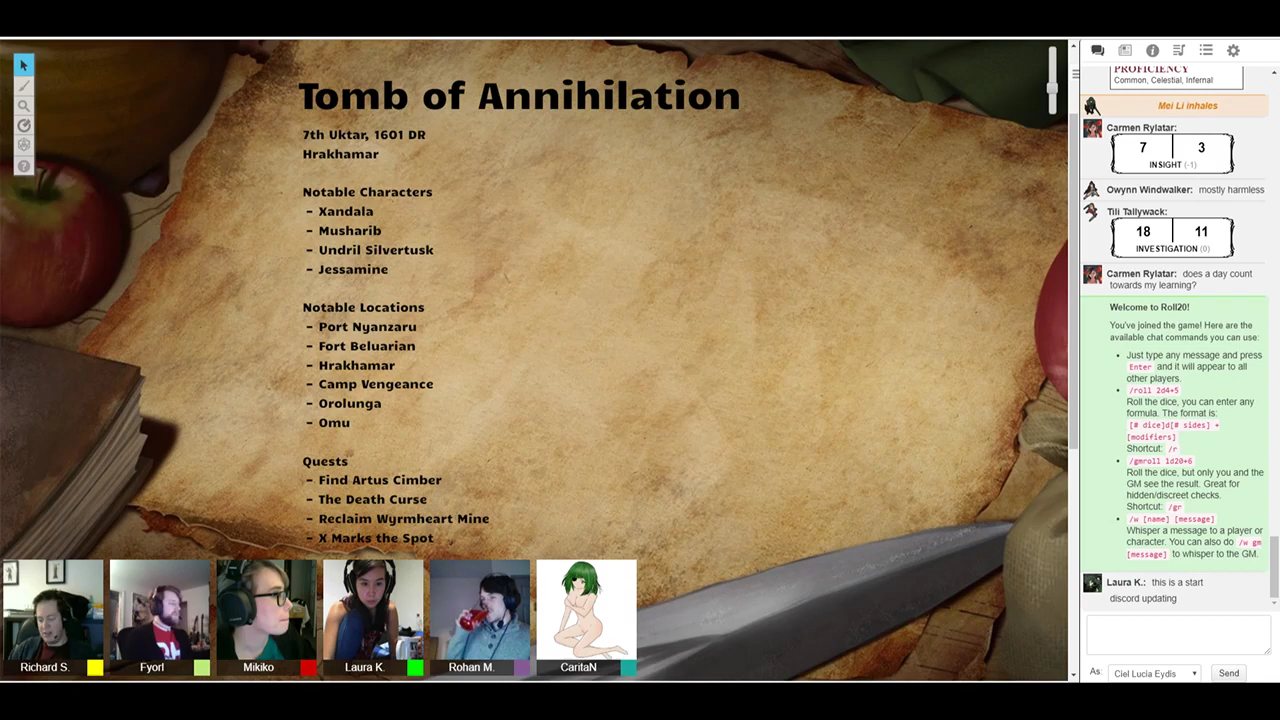 Tomb of Annihilation
7th Uktar, 1601 DR
Hrakhamar
Notable Characters
- Xandala
- Musharib
- Undril Silvertusk
- Jessamine
Notable Locations
- Port Nyanzaru
- Fort Beluarian
- Hrakhamar
- Camp Vengeance
- Orolunga
- Omu
Quests
- Find Artus Cimber
- The Death Curse
- Reclaim Wyrmheart Mine
- X Marks the Spot
Richard S.
Fyorl
Mikiko
Laura K.
Rohan M.
CaritaN
PROFICIENCY
Common, Celestial, Infernal
Mei Li inhales
Carmen Rylatar:
7 3
INSIGHT (-1)
Owynn Windwalker: mostly harmless
Tili Tallywack:
18 11
INVESTIGATION (0)
Carmen Rylatar: does a day count
towards my learning?
Welcome to Roll20!
You've joined the game! Here are the
available chat commands you can use:
• Just type any message and press
Enter and it will appear to all
other players.
• /roll 2d4+5
Roll the dice, you can enter any
formula. The format is:
[# dice]d[# sides] +
[modifiers]
Shortcut: /r
• /gmroll 1d20+6
Roll the dice, but only you and the
GM see the result. Great for
hidden/discreet checks.
Shortcut: /gr
• /w [name] [message]
Whisper a message to a player or
character. You can also do /w gm
[message] to whisper to the GM.
Laura K.: this is a start
discord updating
As: Ciel Lucia Eydis Send